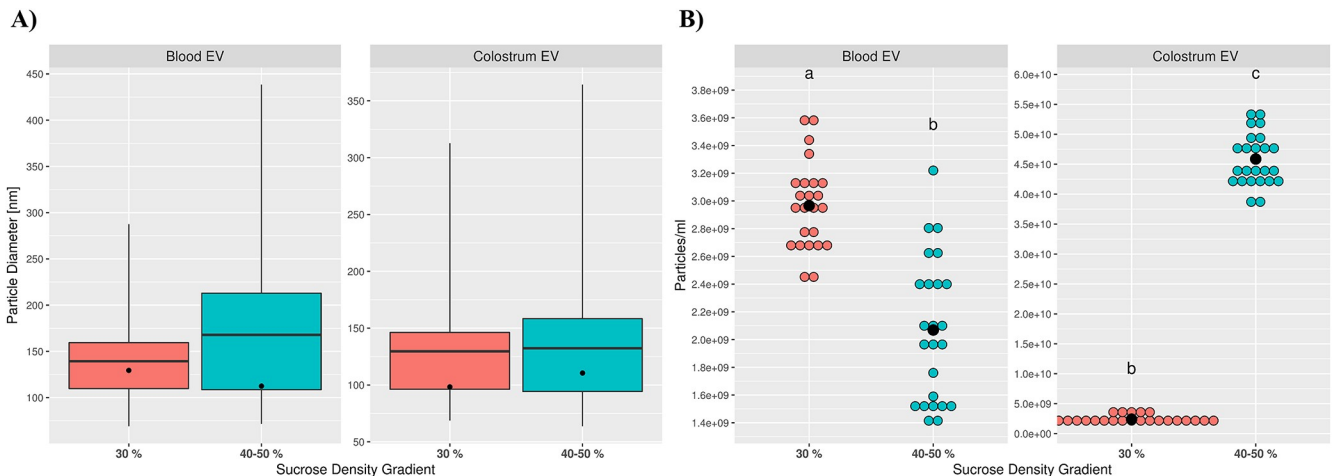 A)
B)
Blood EV
Colostrum EV
Blood EV
Colostrum EV
Particle Diameter [nm]
450
400
350
300
250
200
150
100
350
300
250
200
150
100
50
30 %
40-50 %
30 %
40-50 %
Sucrose Density Gradient
Particles/ml
3.8e+09
3.6e+09
3.4e+09
3.2e+09
3.0e+09
2.8e+09
2.6e+09
2.4e+09
2.2e+09
2.0e+09
1.8e+09
1.6e+09
1.4e+09
a
b
6.0e+10
5.5e+10
5.0e+10
4.5e+10
4.0e+10
3.5e+10
3.0e+10
2.5e+10
2.0e+10
1.5e+10
1.0e+10
5.0e+09
0.0e+00
b
c
30 %
40-50 %
30 %
40-50 %
Sucrose Density Gradient